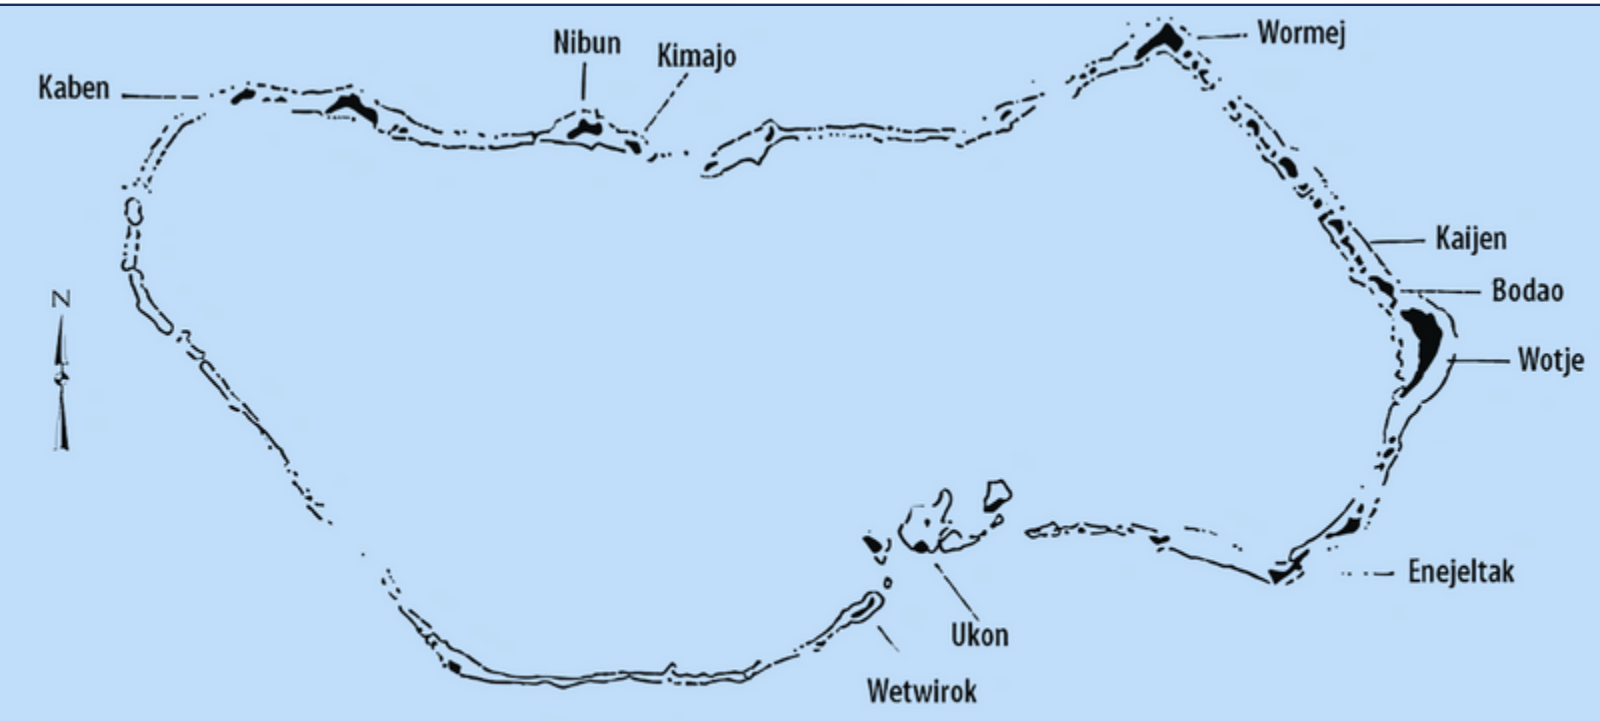 Wormej
Nibun
Kimajo
Kaben
Kaijen
Bodao
N
Wotje
Enejeltak
Ukon
Wetwirok